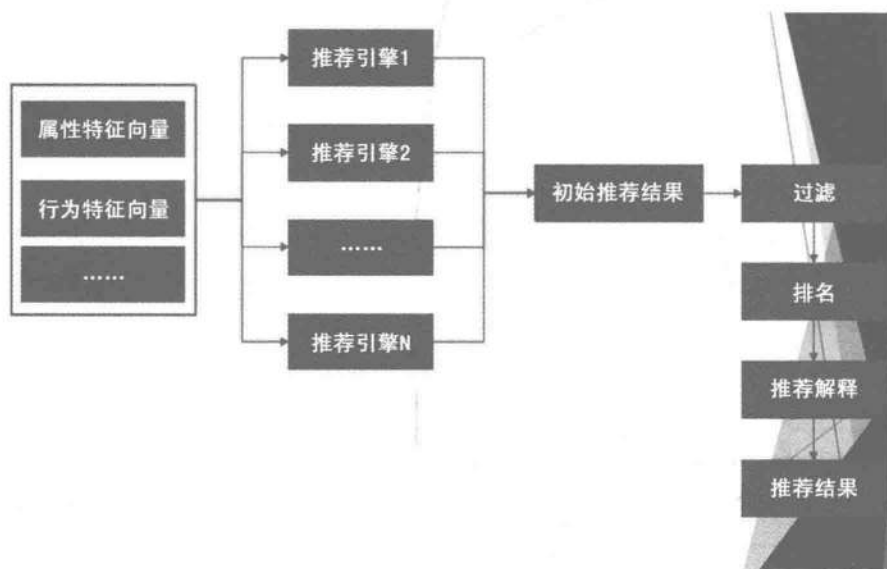 属性特征向量
行为特征向量
……
推荐引擎1
推荐引擎2
……
推荐引擎N
初始推荐结果
过滤
排名
推荐解释
推荐结果